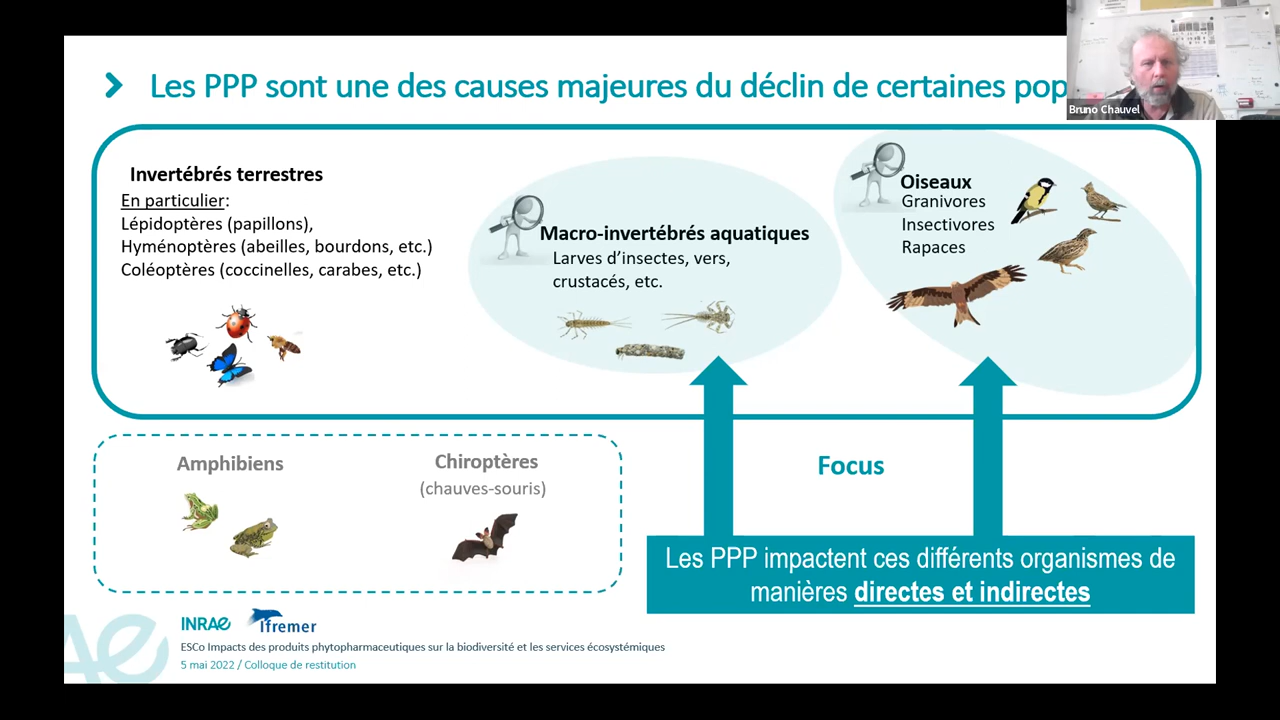 Les PPP sont une des causes majeures du déclin de certaines pop
Bruno Chauvel
Invertébrés terrestres
En particulier:
Lépidoptères (papillons),
Hyménoptères (abeilles, bourdons, etc.)
Coléoptères (coccinelles, carabes, etc.)
Macro-invertébrés aquatiques
Larves d'insectes, vers,
crustacés, etc.
Oiseaux
Granivores
Insectivores
Rapaces
Amphibiens
Chiroptères
(chauves-souris)
Focus
Les PPP impactent ces différents organismes de
manières directes et indirectes
INRAE
Ifremer
ESCo Impacts des produits phytopharmaceutiques sur la biodiversité et les services écosystémiques
5 mai 2022 / Colloque de restitution